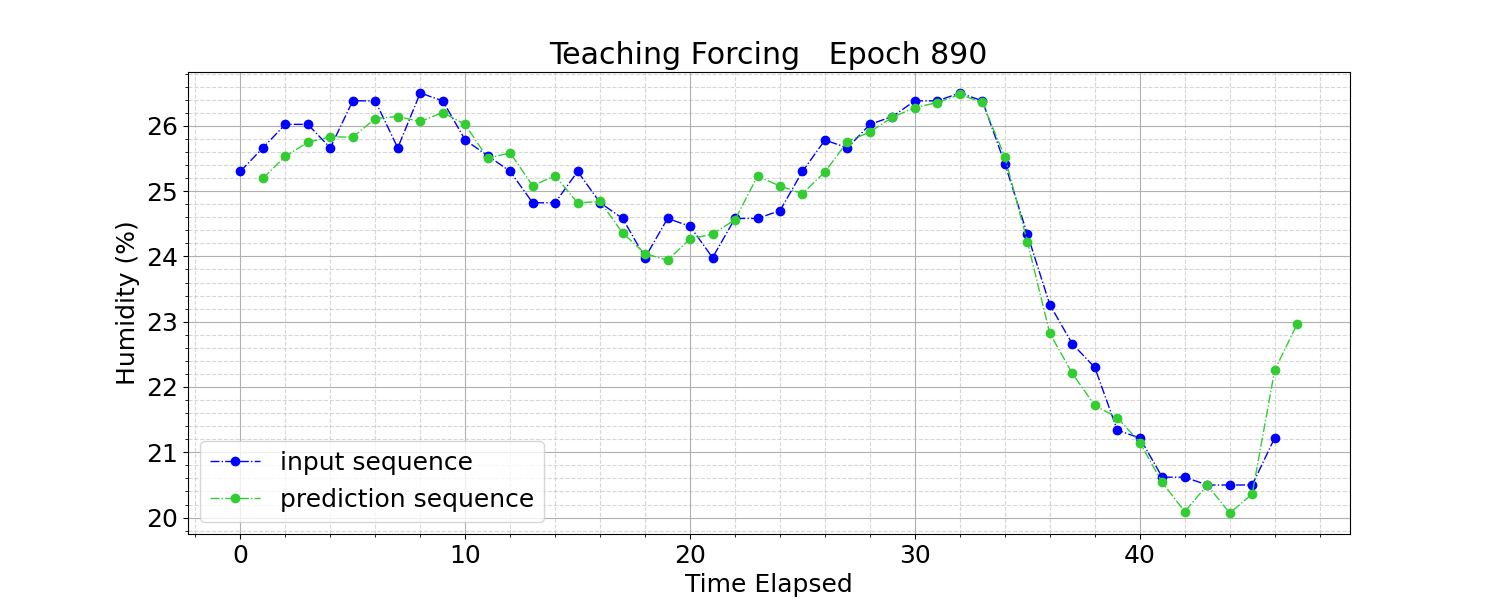 Teaching Forcing   Epoch 890
Humidity (%)
26
25
24
23
22
21
20
input sequence
prediction sequence
0 10 20 30 40
Time Elapsed